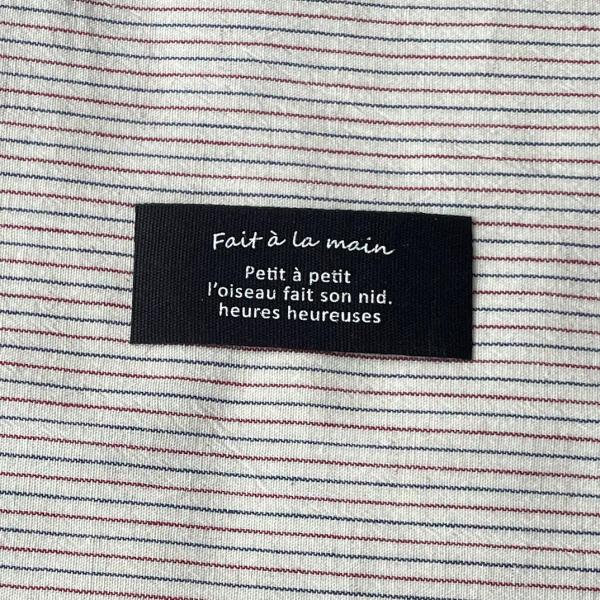 Fait à la main
Petit à petit
l'oiseau fait son nid.
heures heureuses